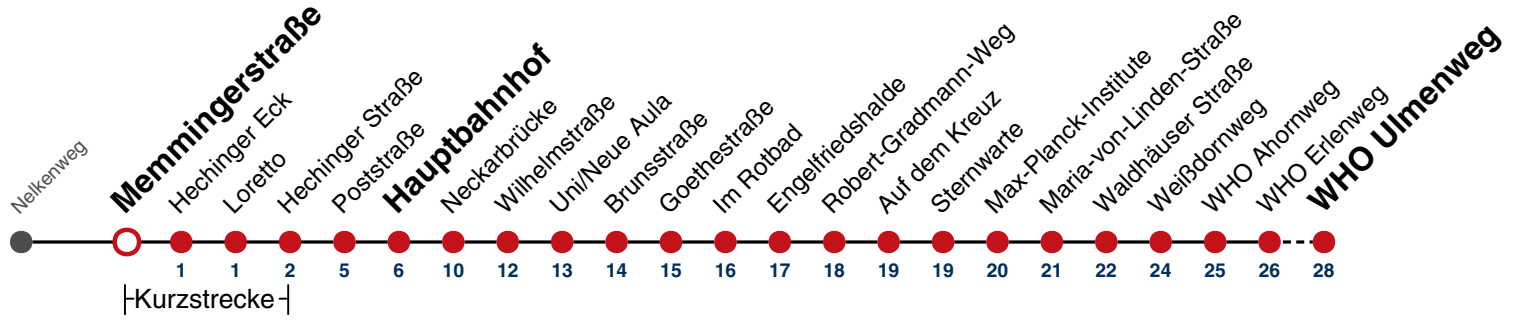 Nelkenweg
Memmingerstraße
Hechinger Eck
Loretto
Hechinger Straße
Poststraße
Hauptbahnhof
Neckarbrücke
Wilhelmstraße
Uni/Neue Aula
Brunsstraße
Goethestraße
Im Rotbad
Engelfriedshalde
Robert-Gradmann-Weg
Auf dem Kreuz
Sternwarte
Max-Planck-Institute
Maria-von-Linden-Straße
Waldhäuser Straße
Weißdornweg
WHO Ahornweg
WHO Erlenweg
WHO Ulmenweg
1 1 2 5 6 10 12 13 14 15 16 17 18 19 19 20 21 22 24 25 26 28
Kurzstrecke